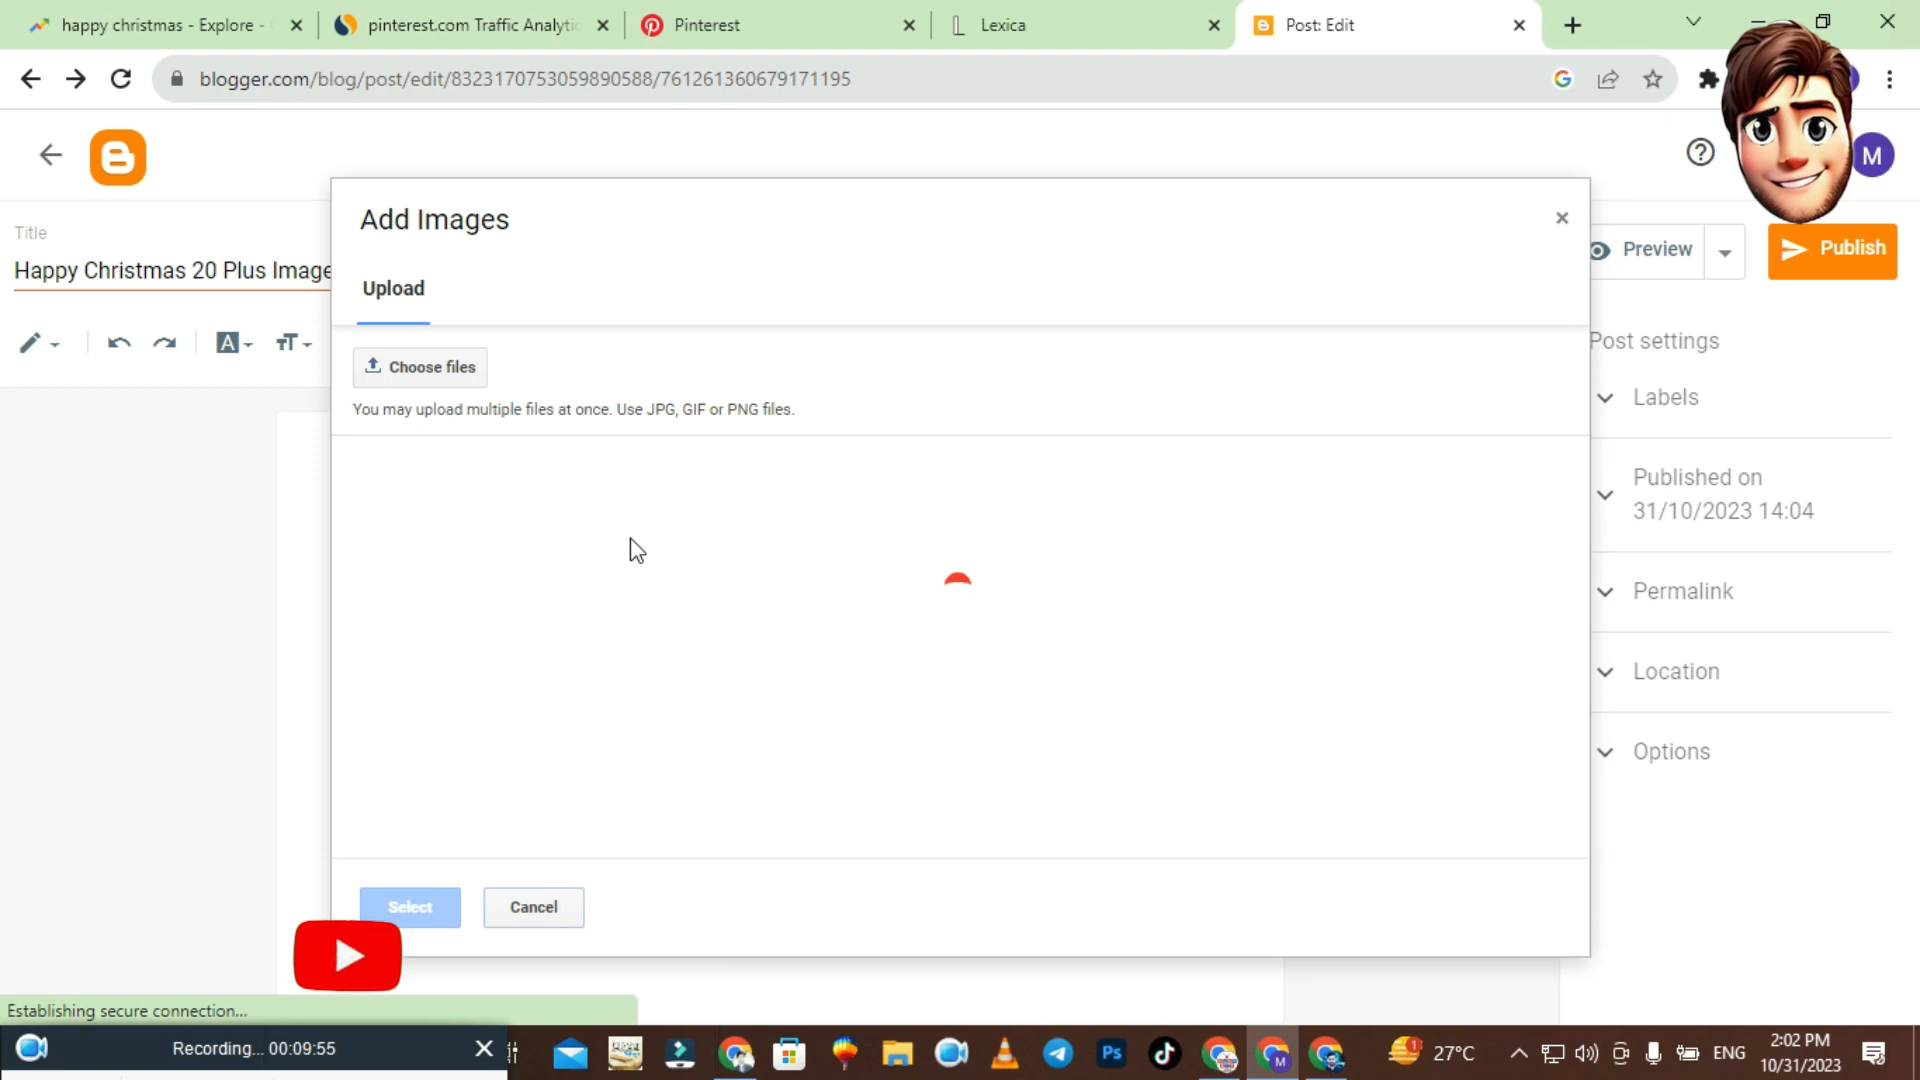 happy christmas - Explore -
pinterest.com Traffic Analytic
Pinterest
Lexica
Post: Edit
blogger.com/blog/post/edit/8323170753059890588/761261360679171195
M
Title
Happy Christmas 20 Plus Image
Add Images
Upload
Choose files
You may upload multiple files at once. Use JPG, GIF or PNG files.
Select
Cancel
Preview
Publish
Post settings
Labels
Published on
31/10/2023 14:04
Permalink
Location
Options
Establishing secure connection...
Recording... 00:09:55
Ps
M
1
27°C
ENG
2:02 PM
10/31/2023